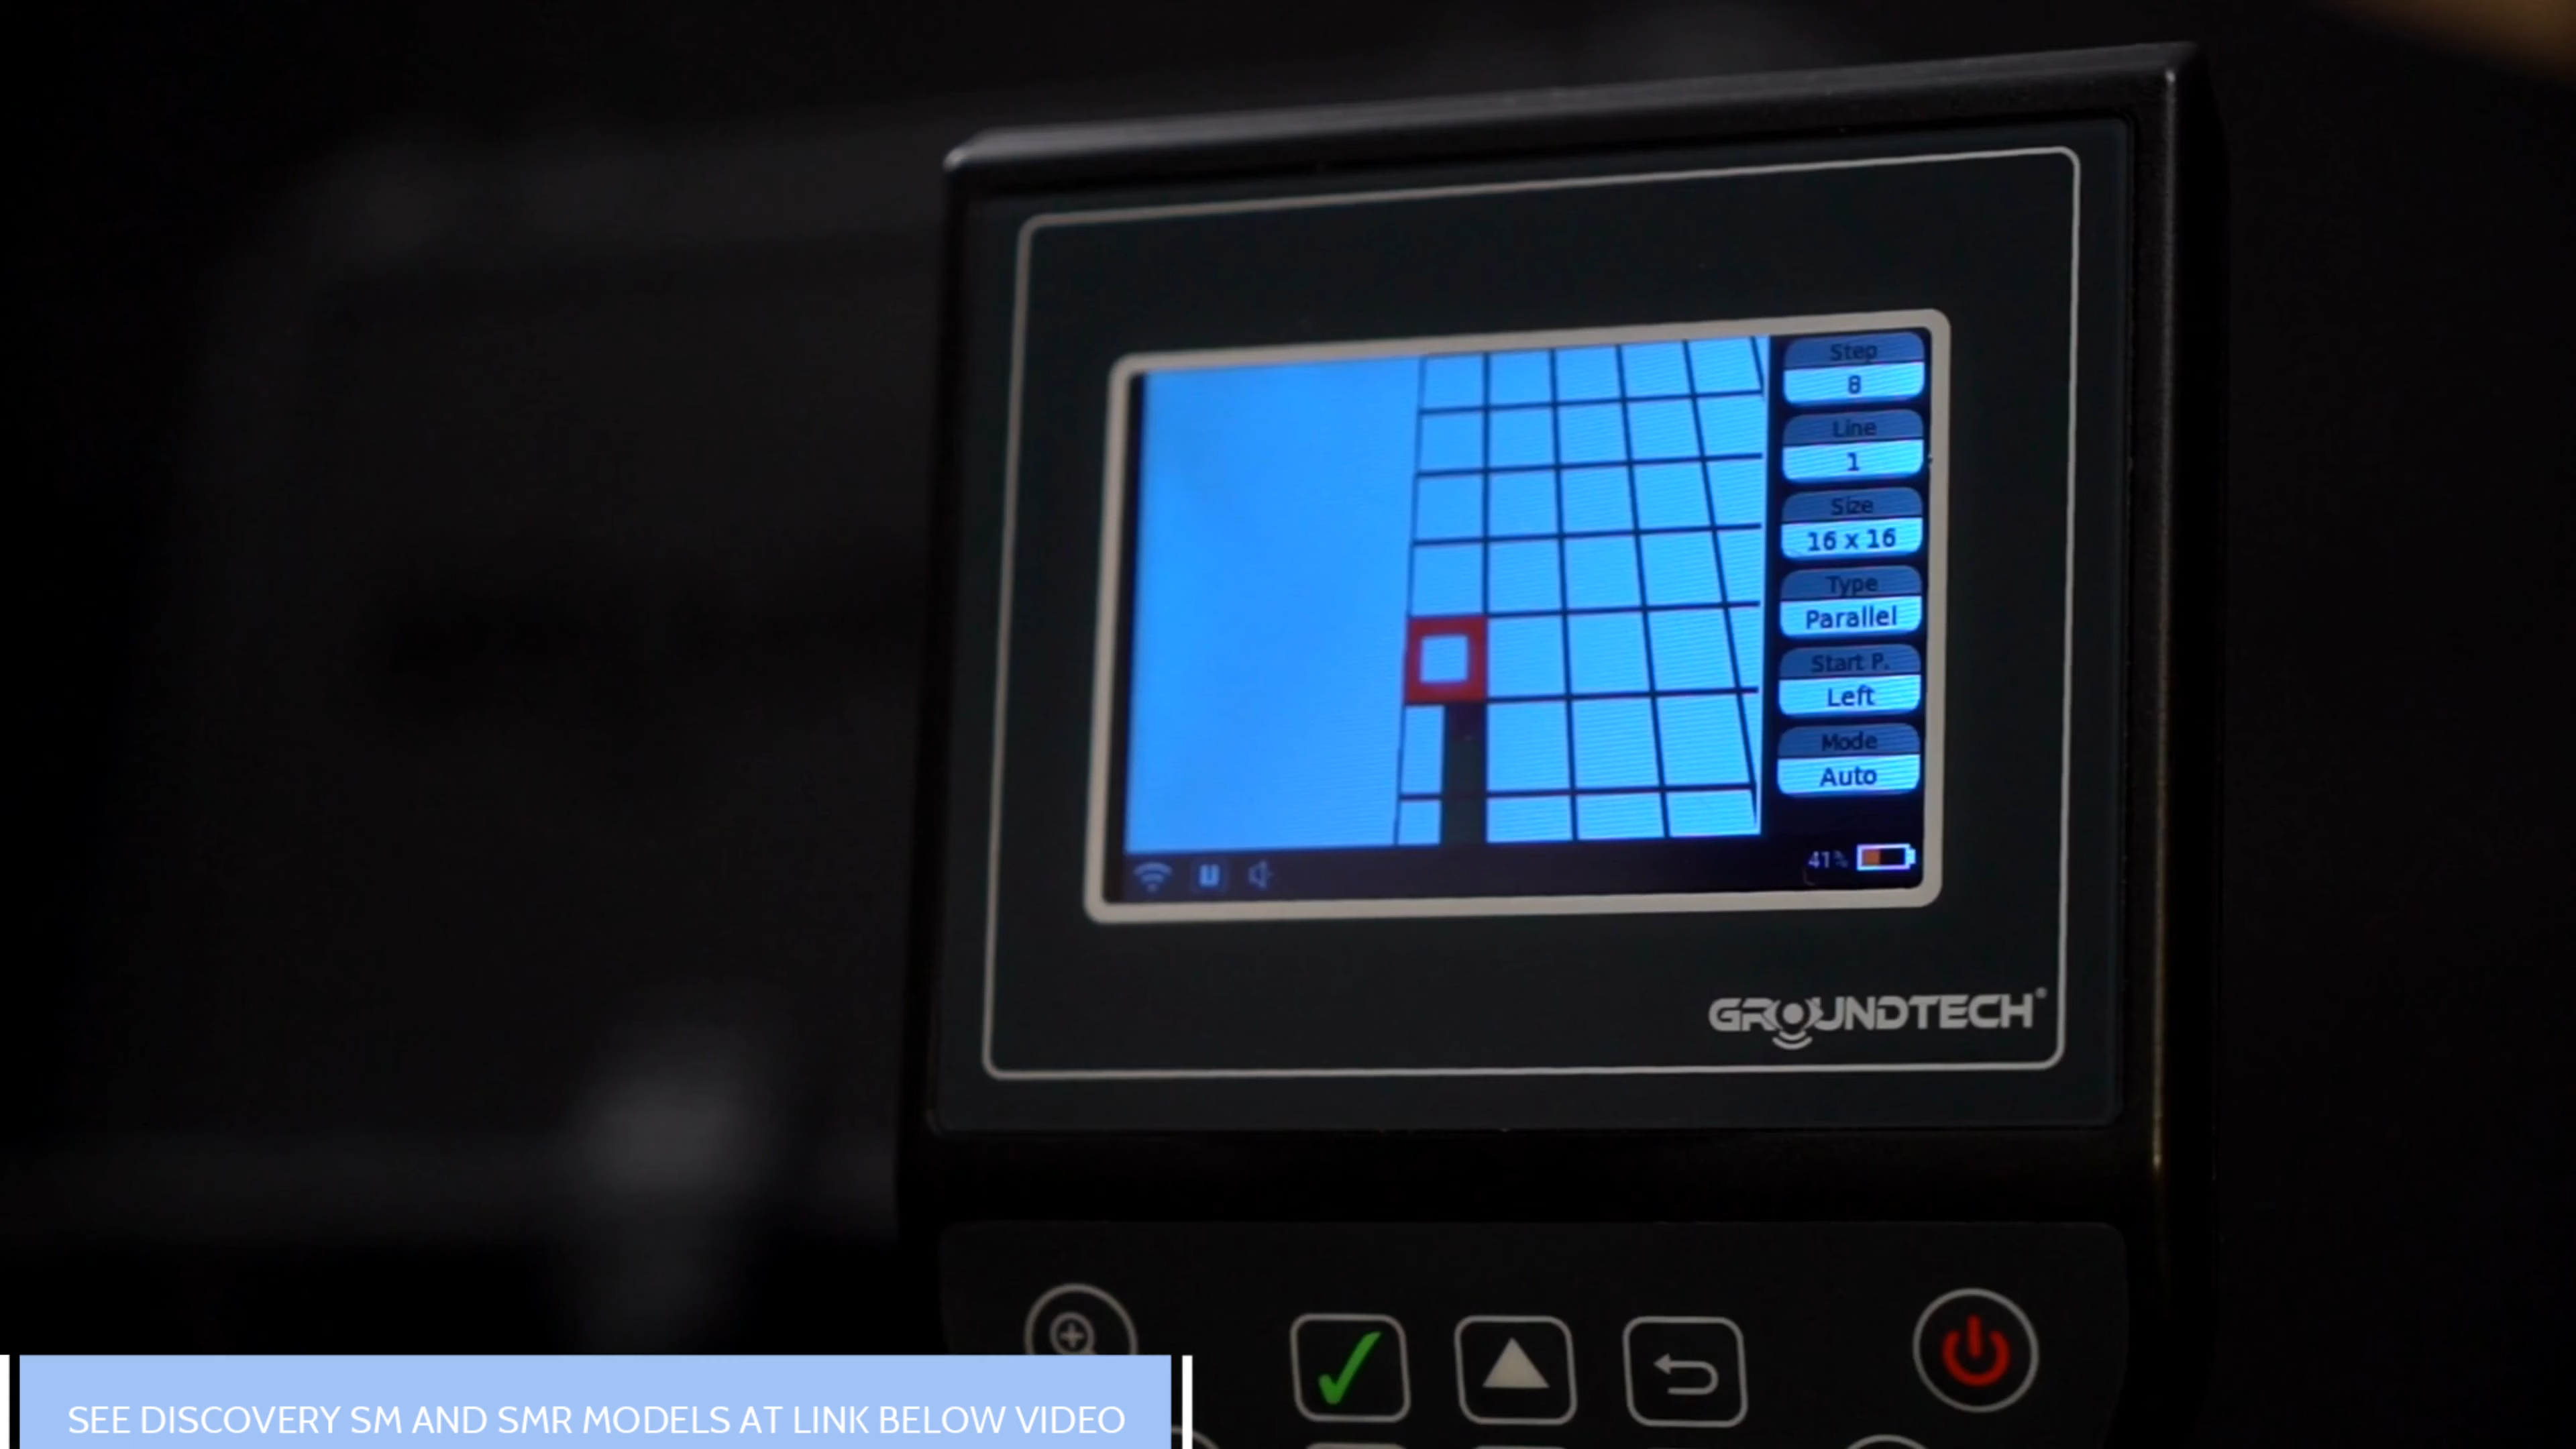 Step
8
Line
1
Size
16 x 16
Type
Parallel
Start P.
Left
Mode
Auto
41%
GROUNDTECH®
SEE DISCOVERY SM AND SMR MODELS AT LINK BELOW VIDEO